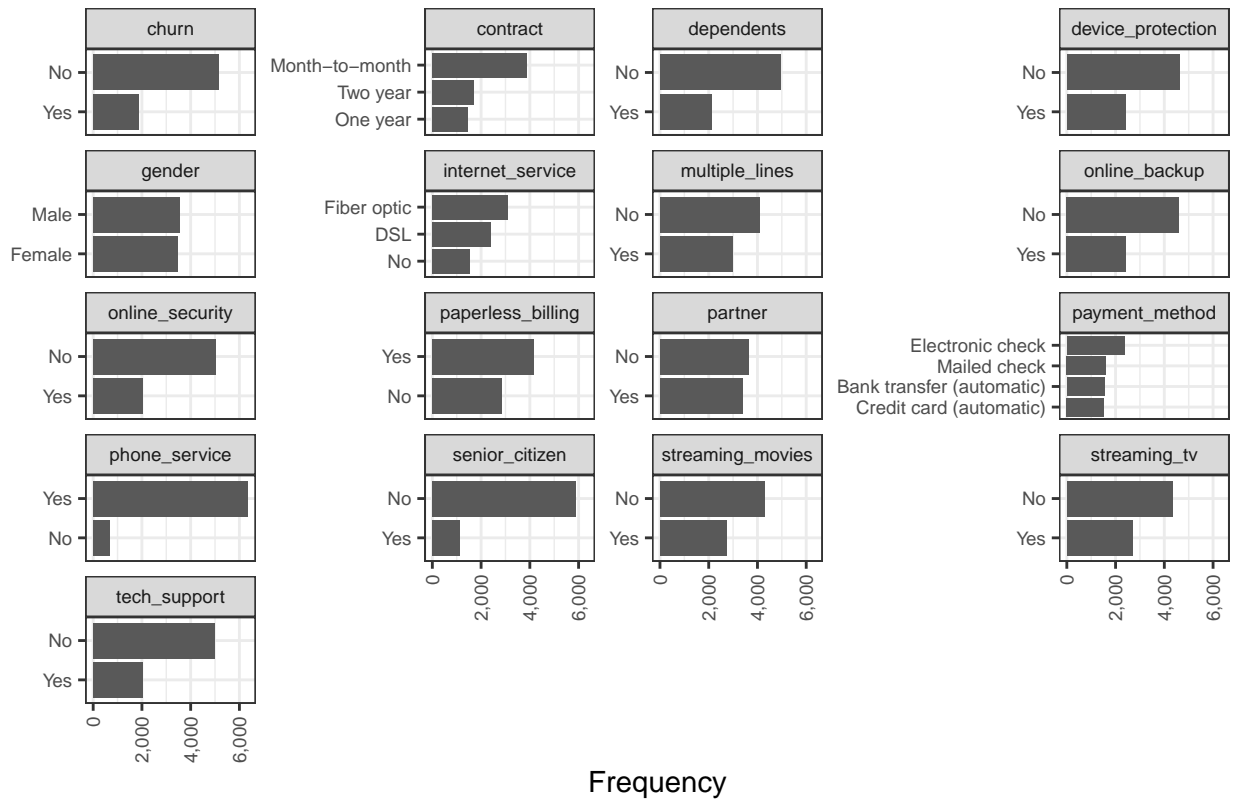 churn
No
Yes
contract
Month−to−month
Two year
One year
dependents
No
Yes
device_protection
No
Yes
gender
Male
Female
internet_service
Fiber optic
DSL
No
multiple_lines
No
Yes
online_backup
No
Yes
online_security
No
Yes
paperless_billing
Yes
No
partner
No
Yes
payment_method
Electronic check
Mailed check
Bank transfer (automatic)
Credit card (automatic)
phone_service
Yes
No
senior_citizen
No
Yes
0
2,000
4,000
6,000
streaming_movies
No
Yes
0
2,000
4,000
6,000
streaming_tv
No
Yes
0
2,000
4,000
6,000
tech_support
No
Yes
0
2,000
4,000
6,000
Frequency